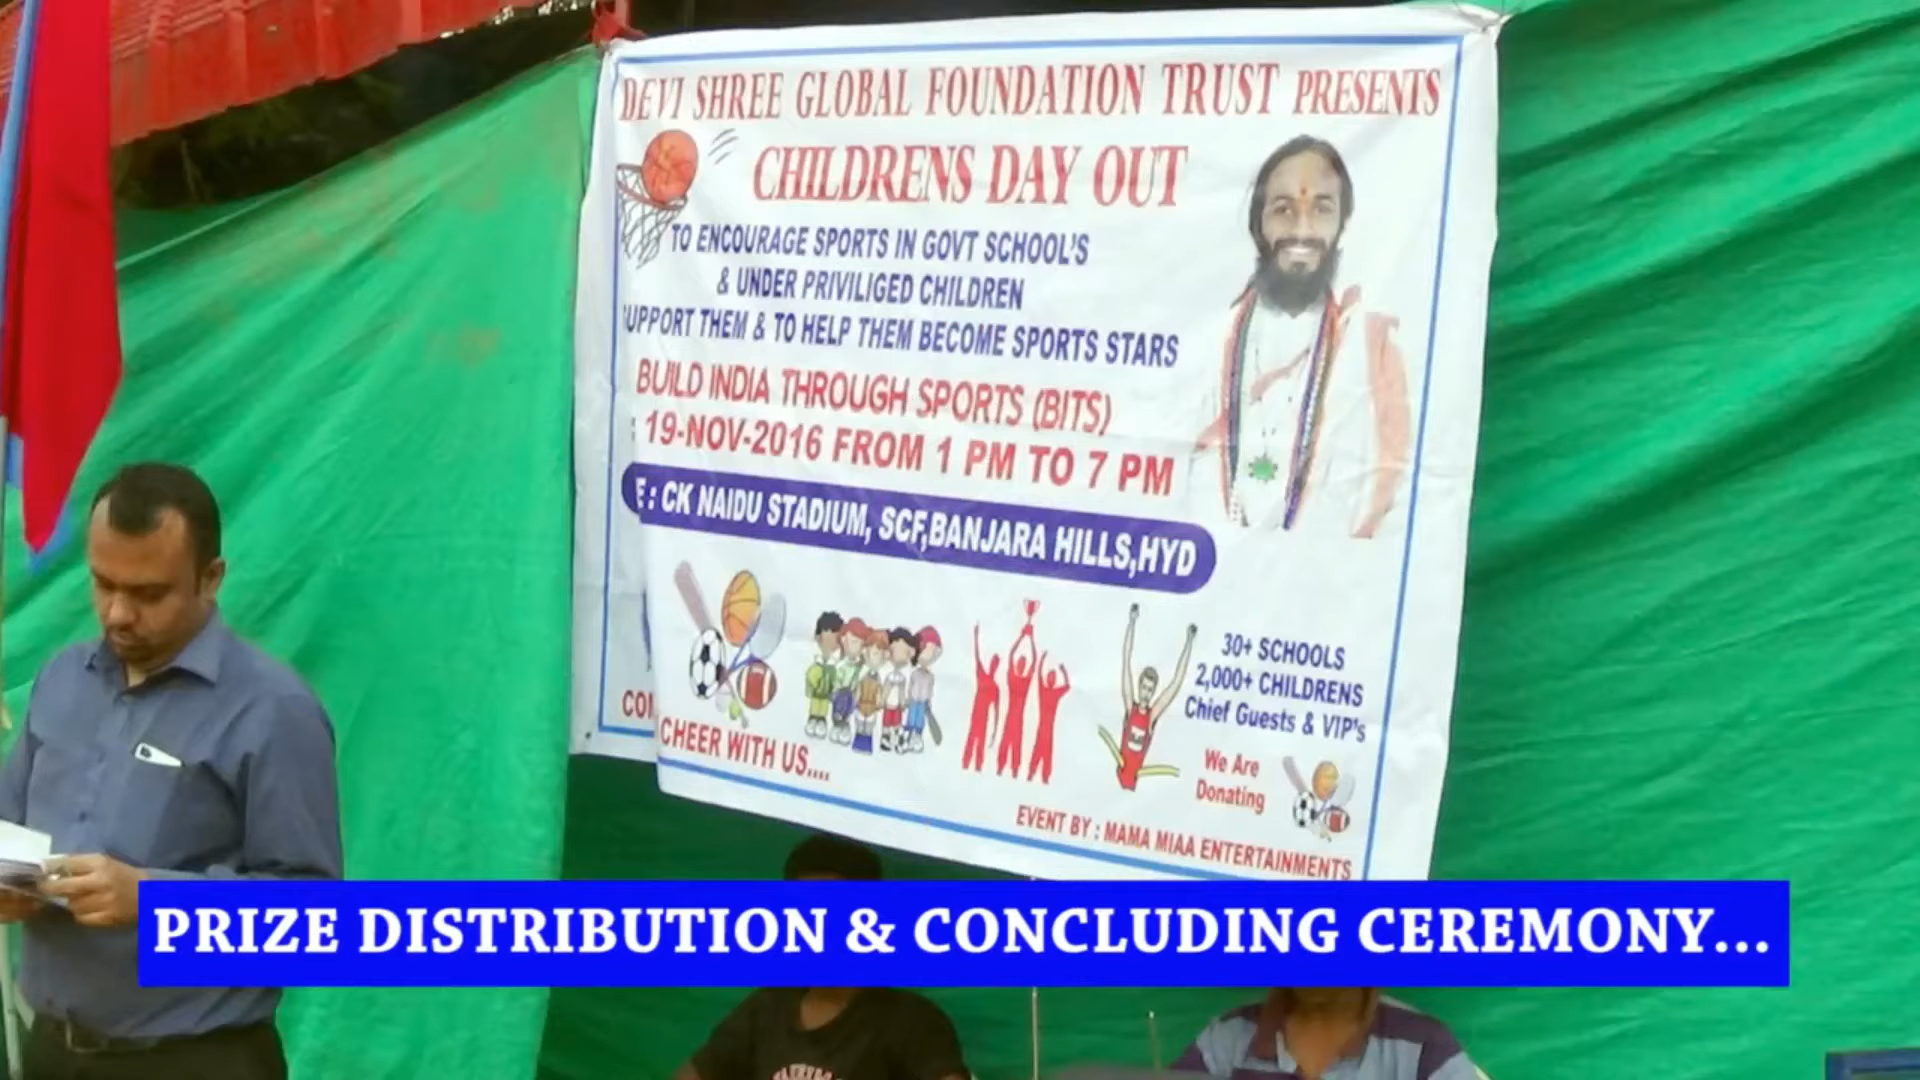 DEVI SHREE GLOBAL FOUNDATION TRUST PRESENTS
CHILDRENS DAY OUT
TO ENCOURAGE SPORTS IN GOVT SCHOOL'S
& UNDER PRIVILIGED CHILDREN
UPPORT THEM & TO HELP THEM BECOME SPORTS STARS
BUILD INDIA THROUGH SPORTS (BITS)
: 19-NOV-2016 FROM 1 PM TO 7 PM
E : CK NAIDU STADIUM, SCF,BANJARA HILLS,HYD
30+ SCHOOLS
2,000+ CHILDRENS
Chief Guests & VIP's
We Are
Donating
CHEER WITH US....
EVENT BY : MAMA MIAA ENTERTAINMENTS
PRIZE DISTRIBUTION & CONCLUDING CEREMONY...